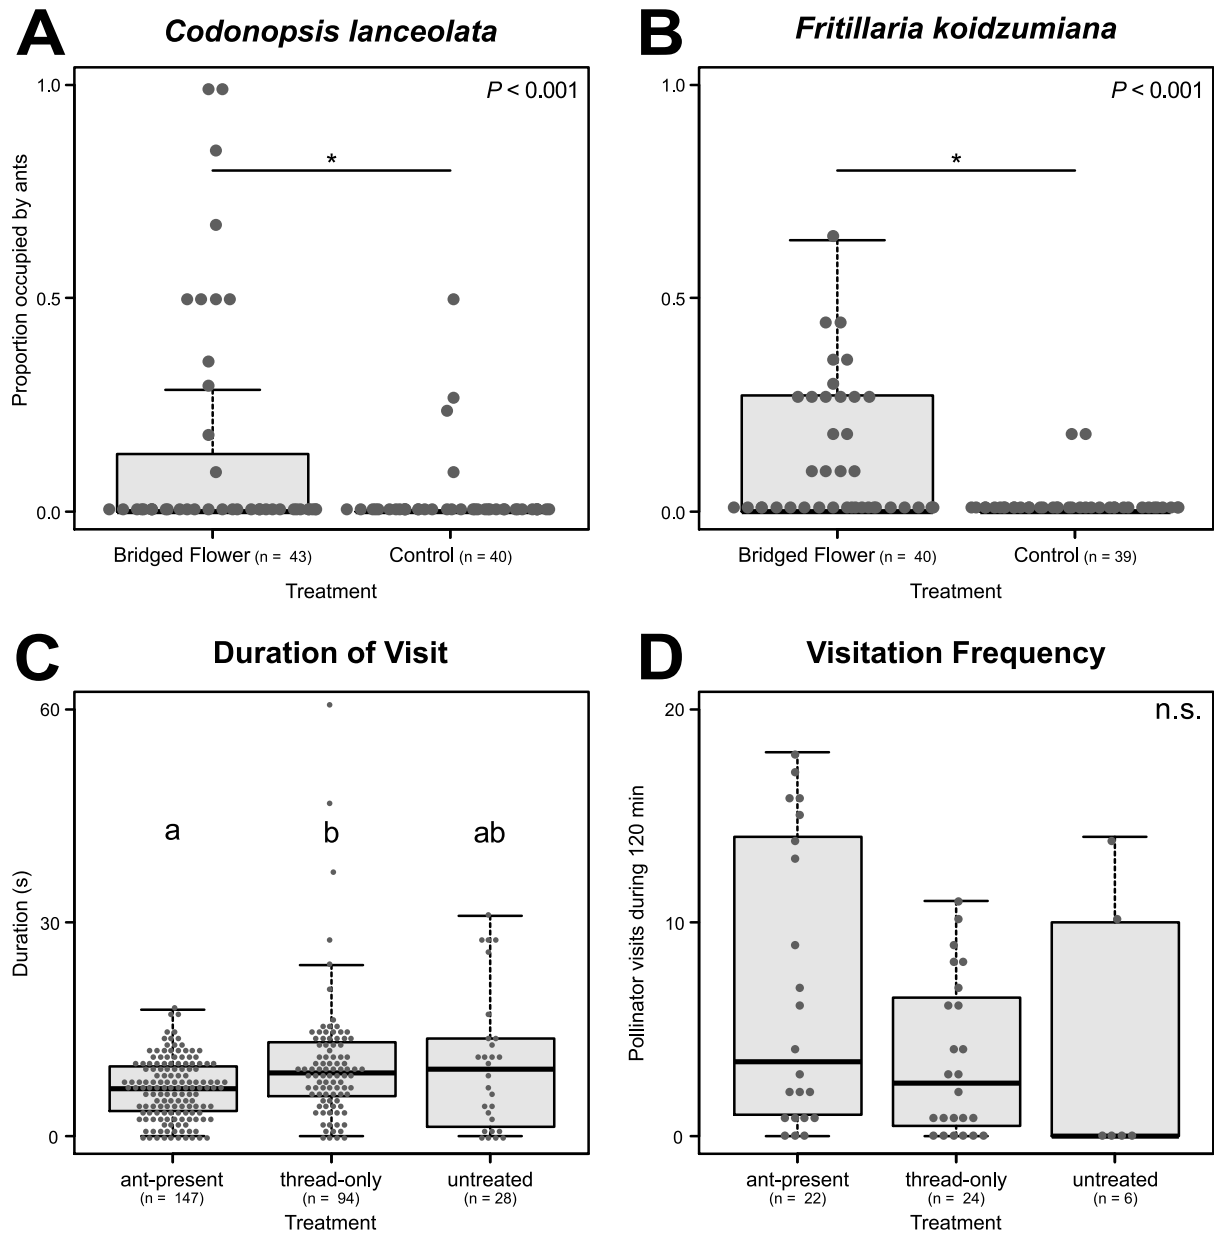 A Codonopsis lanceolata
P < 0.001
*
1.0
0.5
0.0
Proportion occupied by ants
Bridged Flower (n = 43)
Control (n = 40)
Treatment
B Fritillaria koidzumiana
P < 0.001
*
1.0
0.5
0.0
Bridged Flower (n = 40)
Control (n = 39)
Treatment
C Duration of Visit
60
30
0
Duration (s)
a
b
ab
ant-present
(n = 147)
thread-only
(n = 94)
untreated
(n = 28)
Treatment
D Visitation Frequency
n.s.
20
10
0
Pollinator visits during 120 min
ant-present
(n = 22)
thread-only
(n = 24)
untreated
(n = 6)
Treatment